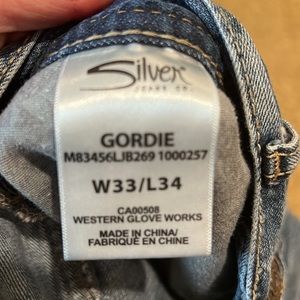 Silver
JEANS CO.
GORDIE
M83456LJB269 1000257
W33/L34
CA00508
WESTERN GLOVE WORKS
MADE IN CHINA/
FABRIQUÉ EN CHINE